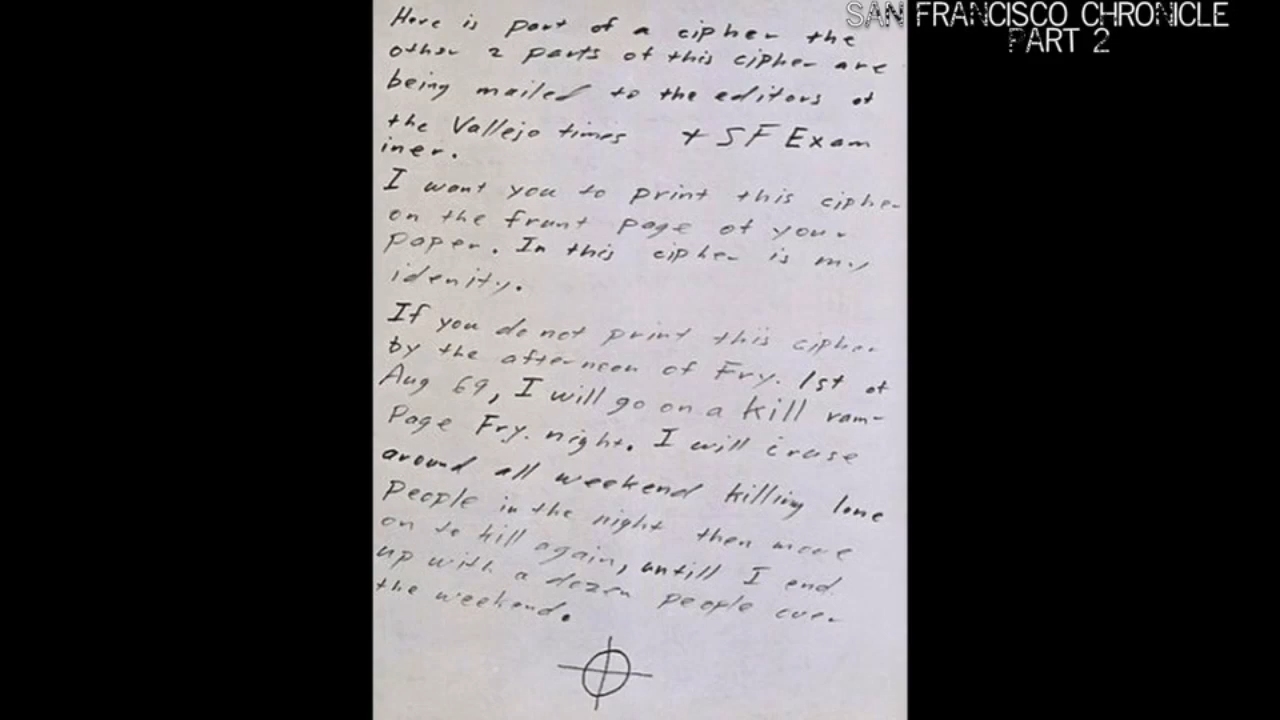 SAN FRANCISCO CHRONICLE
PART 2
Here is part of a cipher the
other 2 parts of this cipher are
being mailed to the editors of
the Vallejo times + SF Exam
iner.
I want you to print this cipher
on the frunt page of your
paper. In this cipher is my
idenity.
If you do not print this cipher
by the afternoon of Fry. 1st of
Aug 69, I will go on a kill ram-
Page Fry. night. I will cruse
around all weekend killing lone
people in the night then move
on to kill again, untill I end
up with a dozen people over
the weekend.